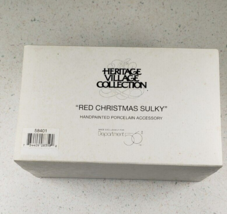 HERITAGE
VILLAGE
COLLECTION
"RED CHRISTMAS SULKY"
HANDPAINTED PORCELAIN ACCESSORY
Department 56